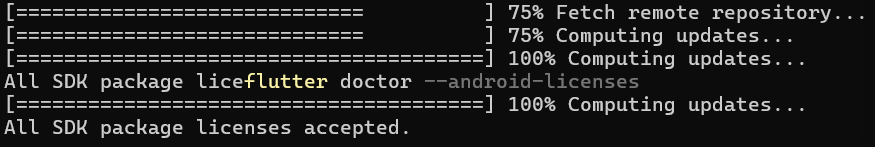 [=============================          ] 75% Fetch remote repository...
[=============================          ] 75% Computing updates...
[=======================================] 100% Computing updates...
All SDK package liceflutter doctor --android-licenses
[=======================================] 100% Computing updates...
All SDK package licenses accepted.